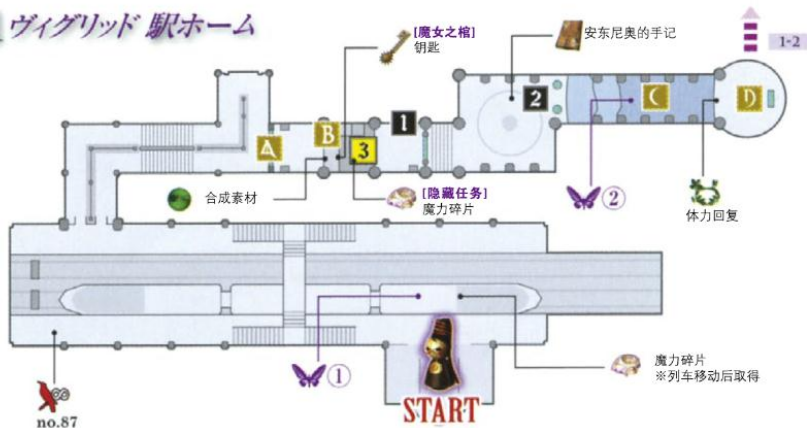 ヴィグリッド 駅ホーム
[魔女之棺]
钥匙
安东尼奥的手记
1-2
A
B
3
1
2
C
D
合成素材
[隐藏任务]
魔力碎片
②
体力回复
①
魔力碎片
※列车移动后取得
START
no.87